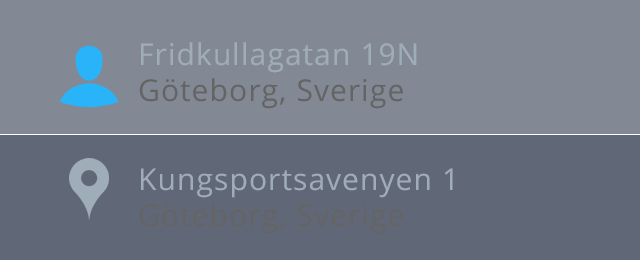 Fridkullagatan 19N
Göteborg, Sverige
Kungsportsavenyen 1
Göteborg, Sverige